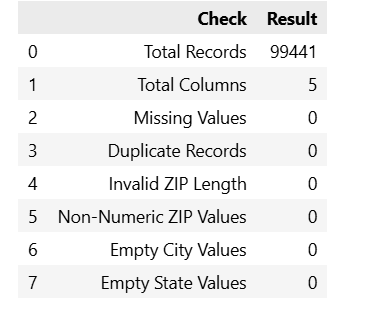 Check Result
0 Total Records 99441
1 Total Columns 5
2 Missing Values 0
3 Duplicate Records 0
4 Invalid ZIP Length 0
5 Non-Numeric ZIP Values 0
6 Empty City Values 0
7 Empty State Values 0